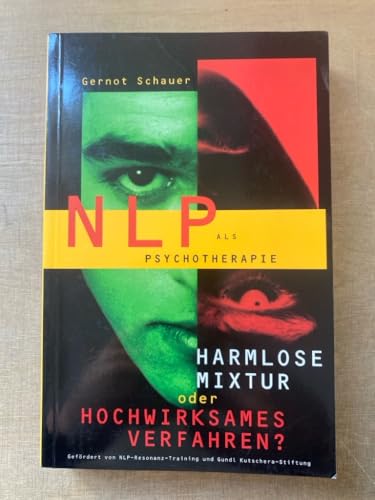 Gernot Schauer
NLP ALS
PSYCHOTHERAPIE
HARMLOSE
MIXTUR
oder
HOCHWIRKSAMES
VERFAHREN?
Gefördert von NLP-Resonanz-Training und Gundl Kutschera-Stiftung